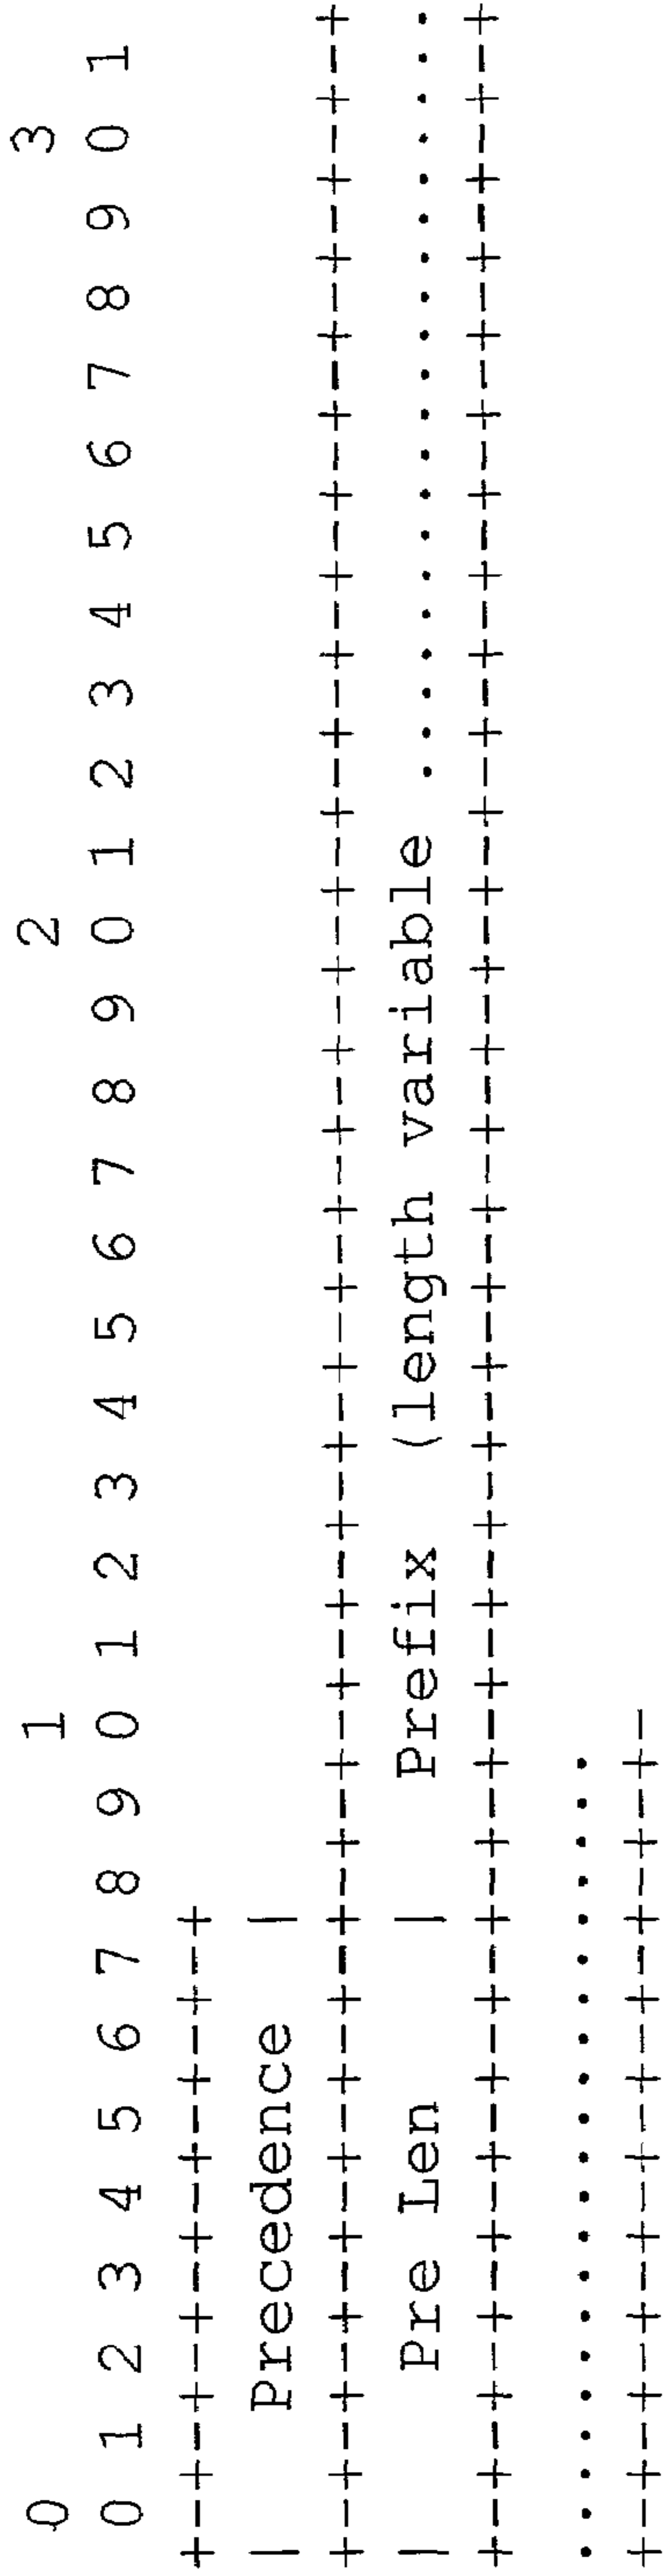 0                   1                   2                   3
 0 1 2 3 4 5 6 7 8 9 0 1 2 3 4 5 6 7 8 9 0 1 2 3 4 5 6 7 8 9 0 1
+-+-+-+-+-+-+-+-+
|   Precedence  |
+-+-+-+-+-+-+-+-+-+-+-+-+-+-+-+-+-+-+-+-+-+-+-+-+-+-+-+-+-+-+-+-+
|    Pre Len    |   Prefix  (length variable ....................
+-+-+-+-+-+-+-+-+-+-+-+-+-+-+-+-+-+-+-+-+-+-+-+-+-+-+-+-+-+-+-+-+
.....................
+-+-+-+-+-+-+-+-+-+-+-